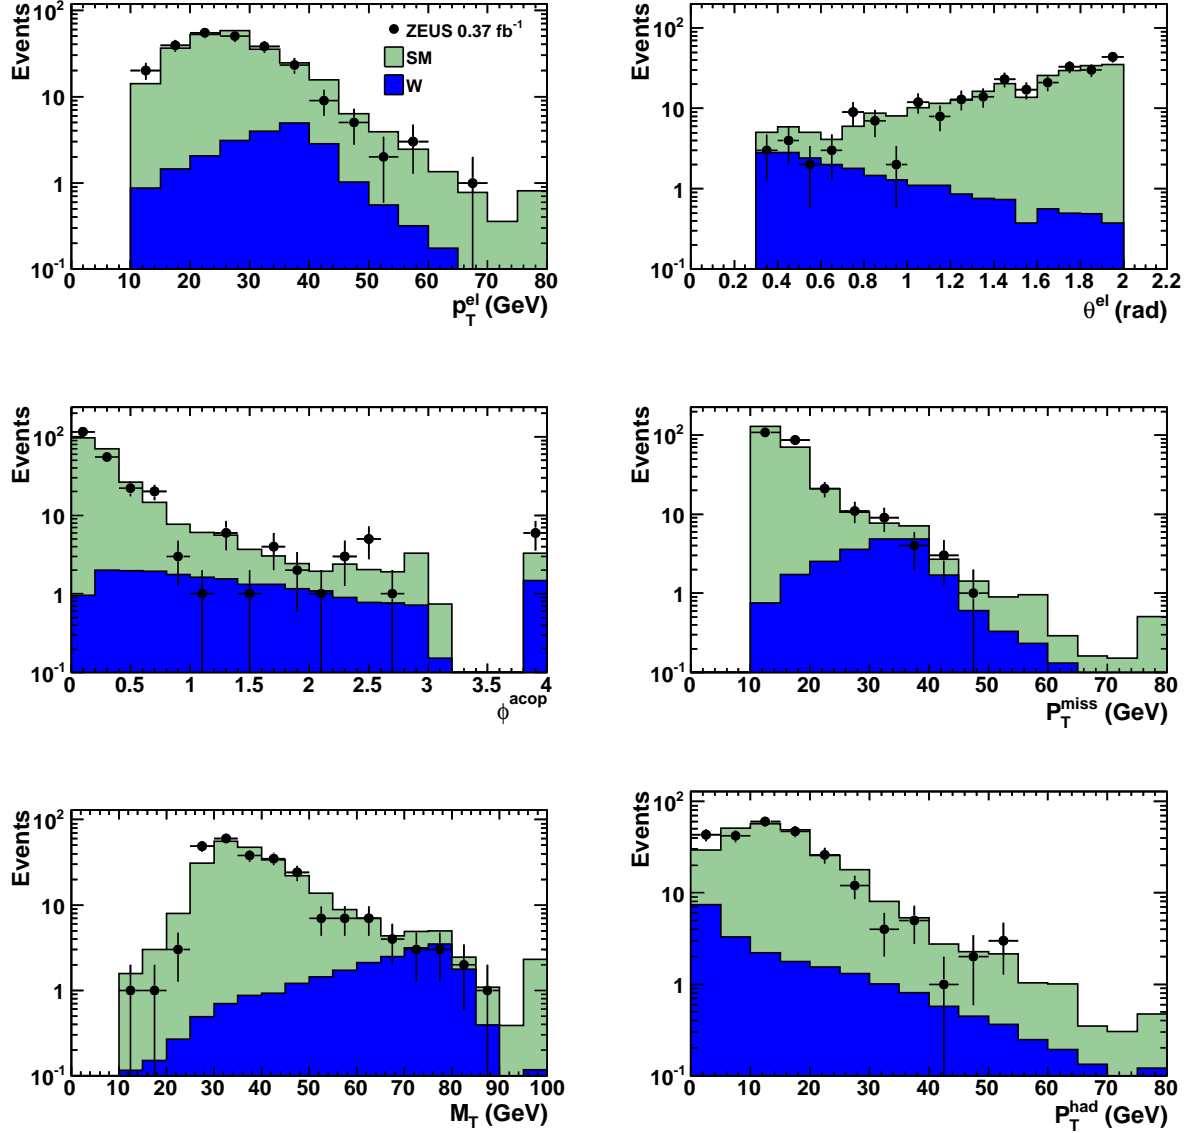 Events
10²
10
1
10⁻¹
0 10 20 30 40 50 60 70 80
p_T^el (GeV)
ZEUS 0.37 fb⁻¹
SM
W
Events
10²
10
1
10⁻¹
0 0.2 0.4 0.6 0.8 1 1.2 1.4 1.6 1.8 2 2.2
θ^el (rad)
Events
10²
10
1
10⁻¹
0 0.5 1 1.5 2 2.5 3 3.5 4
ϕ^acop
Events
10²
10
1
10⁻¹
0 10 20 30 40 50 60 70 80
P_T^miss (GeV)
Events
10²
10
1
10⁻¹
0 10 20 30 40 50 60 70 80 90 100
M_T (GeV)
Events
10²
10
1
10⁻¹
0 10 20 30 40 50 60 70 80
P_T^had (GeV)